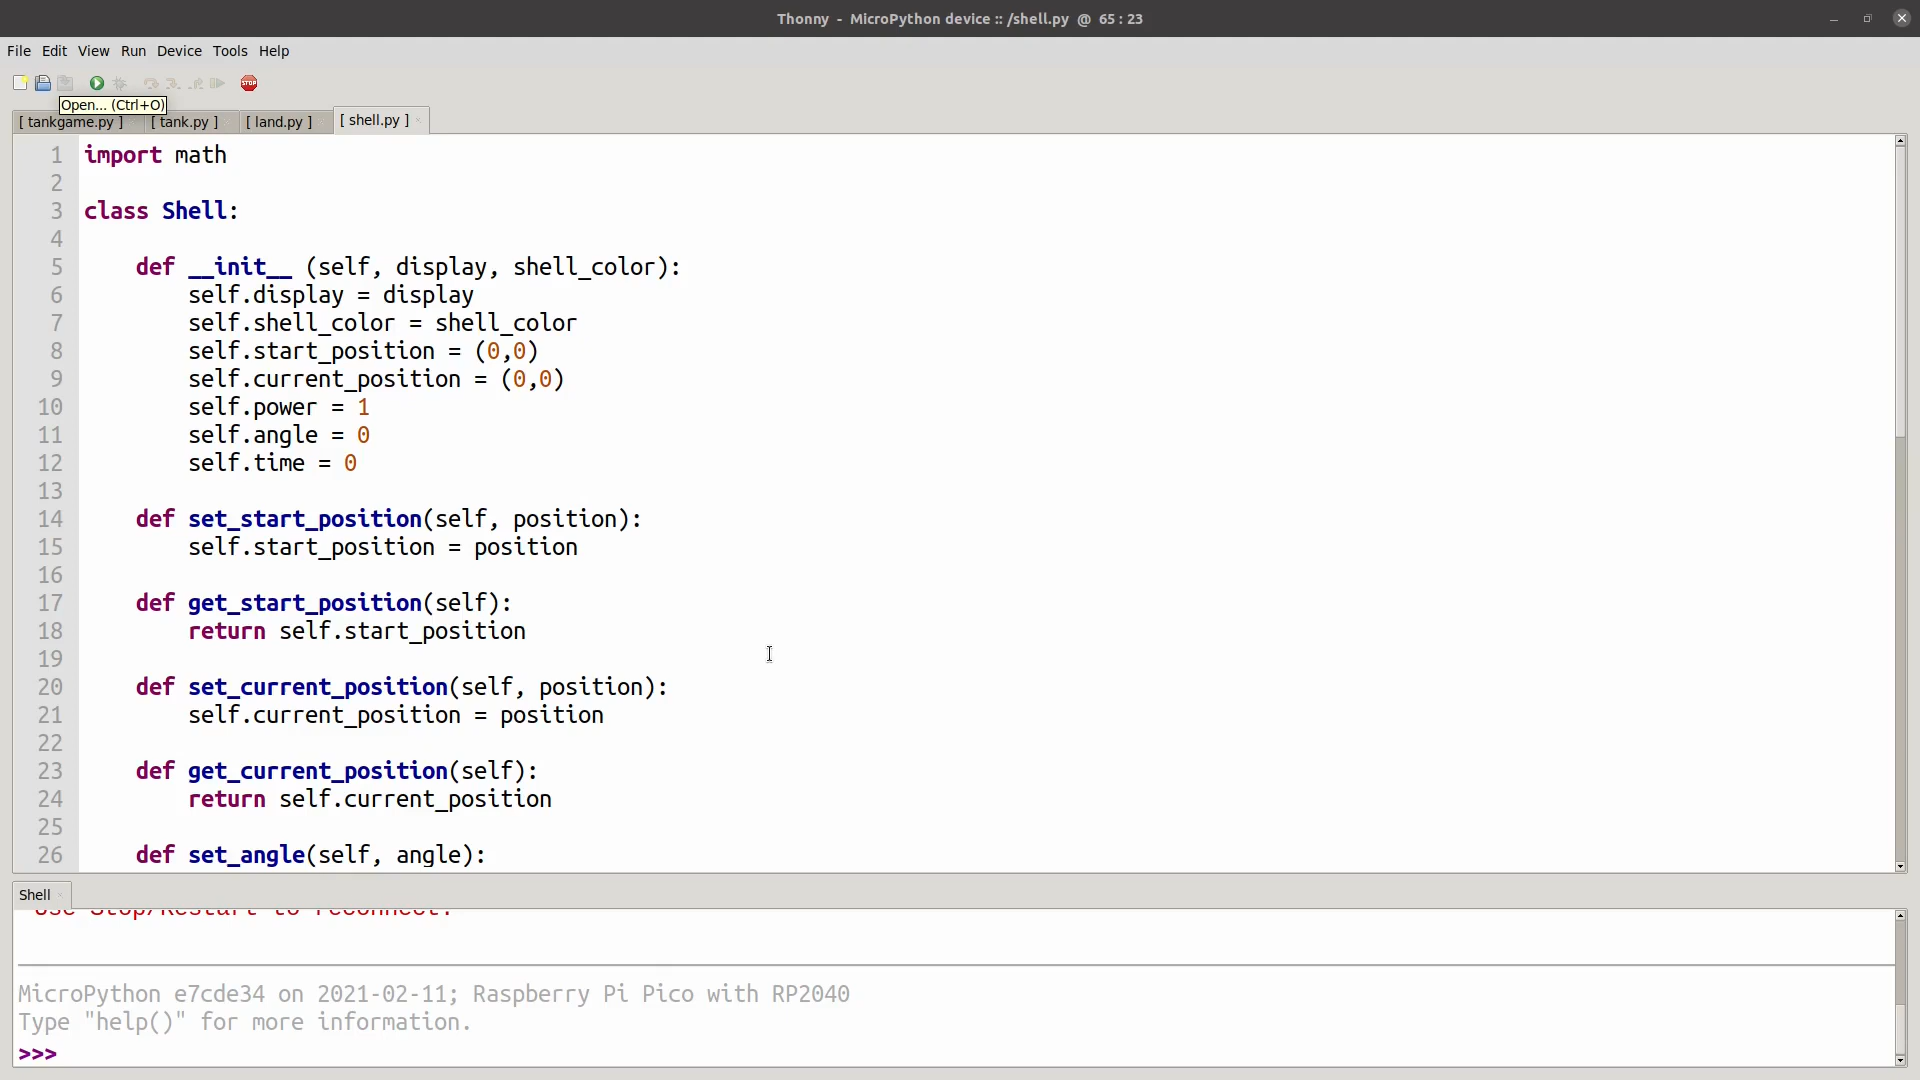 Thonny - MicroPython device :: /shell.py @ 65 : 23
File Edit View Run Device Tools Help
STOP
Open... (Ctrl+O)
[ tankgame.py ] [ tank.py ] [ land.py ] [ shell.py ]
1 import math
2
3 class Shell:
4
5     def __init__ (self, display, shell_color):
6         self.display = display
7         self.shell_color = shell_color
8         self.start_position = (0,0)
9         self.current_position = (0,0)
10         self.power = 1
11         self.angle = 0
12         self.time = 0
13
14     def set_start_position(self, position):
15         self.start_position = position
16
17     def get_start_position(self):
18         return self.start_position
19
20     def set_current_position(self, position):
21         self.current_position = position
22
23     def get_current_position(self):
24         return self.current_position
25
26     def set_angle(self, angle):
Shell
Use Stop/Restart to reconnect.
MicroPython e7cde34 on 2021-02-11; Raspberry Pi Pico with RP2040
Type "help()" for more information.
>>>